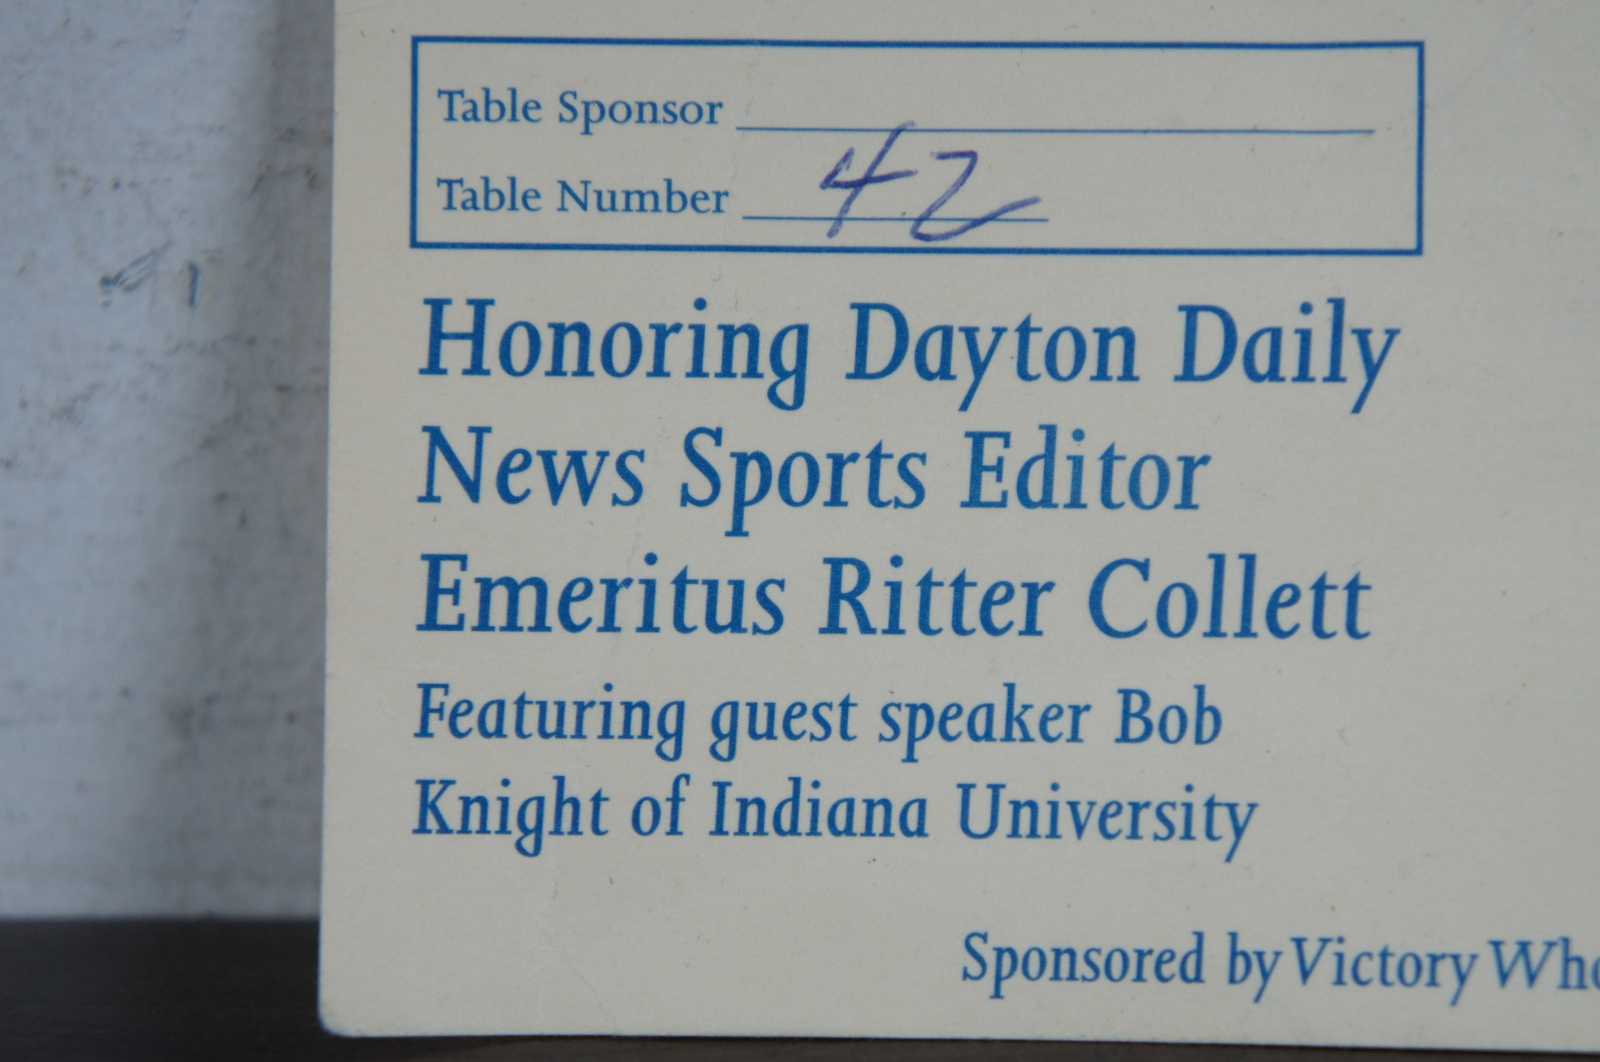 Table Sponsor
Table Number 42
Honoring Dayton Daily
News Sports Editor
Emeritus Ritter Collett
Featuring guest speaker Bob
Knight of Indiana University
Sponsored by Victory